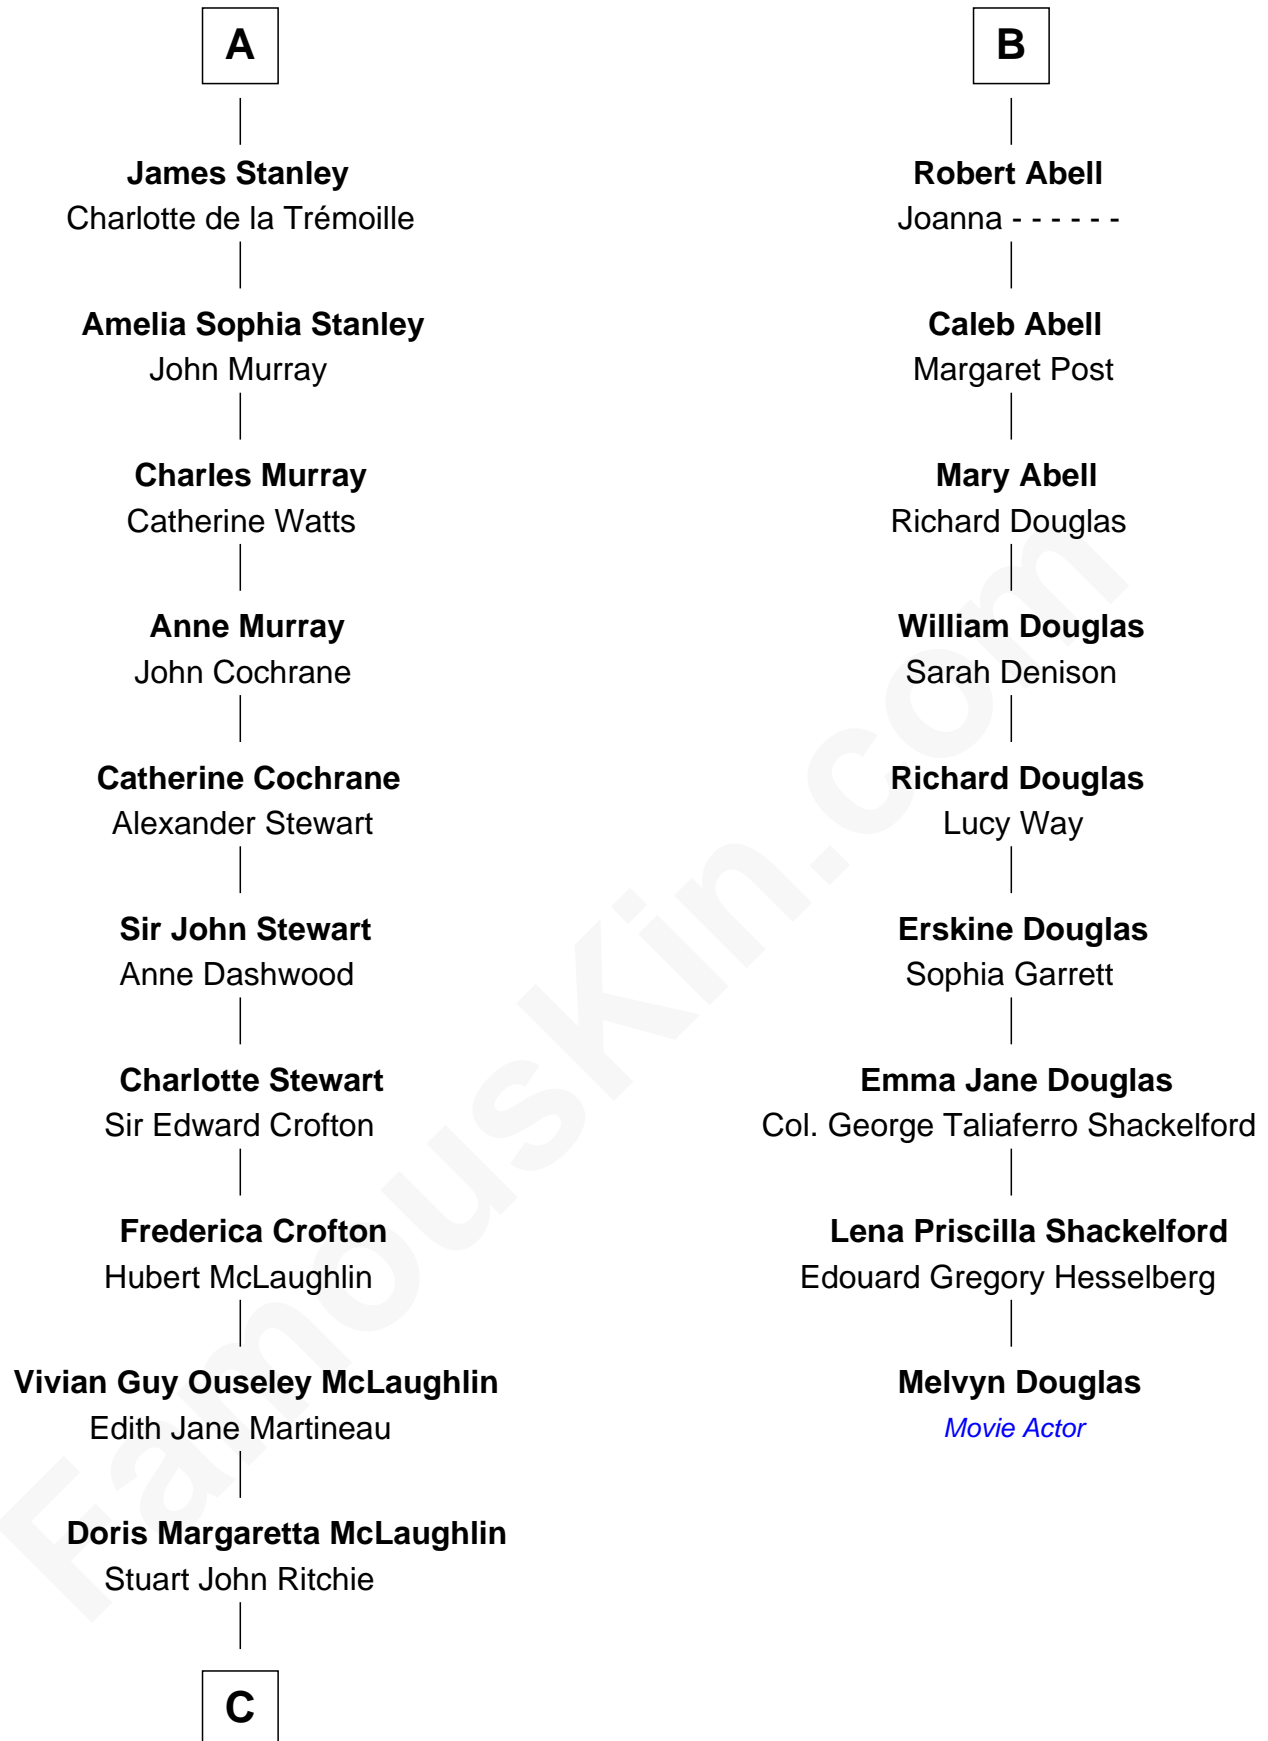 A
James Stanley
Charlotte de la Trémoille
Amelia Sophia Stanley
John Murray
Charles Murray
Catherine Watts
Anne Murray
John Cochrane
Catherine Cochrane
Alexander Stewart
Sir John Stewart
Anne Dashwood
Charlotte Stewart
Sir Edward Crofton
Frederica Crofton
Hubert McLaughlin
Vivian Guy Ouseley McLaughlin
Edith Jane Martineau
Doris Margaretta McLaughlin
Stuart John Ritchie
C
B
Robert Abell
Joanna - - - - - -
Caleb Abell
Margaret Post
Mary Abell
Richard Douglas
William Douglas
Sarah Denison
Richard Douglas
Lucy Way
Erskine Douglas
Sophia Garrett
Emma Jane Douglas
Col. George Taliaferro Shackelford
Lena Priscilla Shackelford
Edouard Gregory Hesselberg
Melvyn Douglas
Movie Actor
FamousKin.com